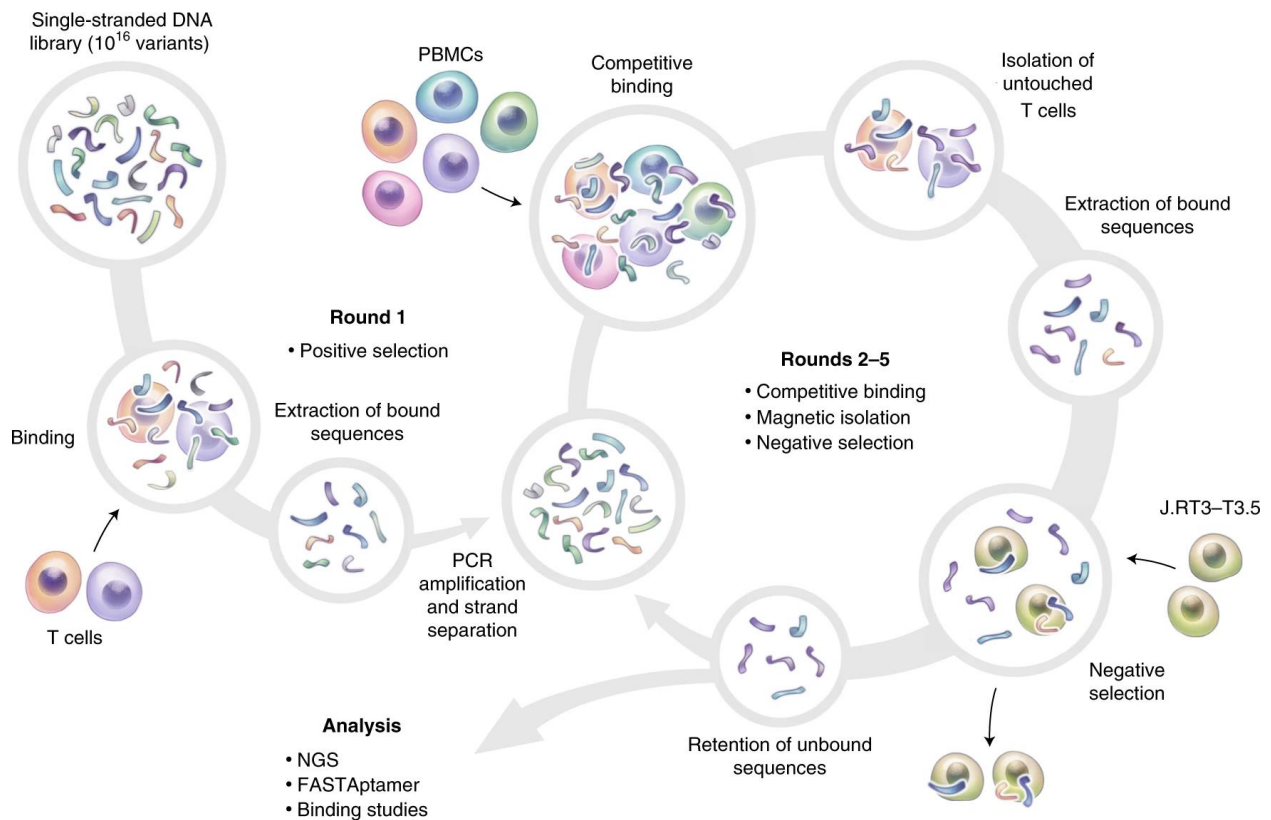 Single-stranded DNA
library (10¹⁶ variants)
PBMCs
Competitive
binding
Isolation of
untouched
T cells
Extraction of bound
sequences
Round 1
• Positive selection
Rounds 2–5
• Competitive binding
• Magnetic isolation
• Negative selection
Binding
Extraction of bound
sequences
T cells
PCR
amplification
and strand
separation
J.RT3–T3.5
Negative
selection
Retention of unbound
sequences
Analysis
• NGS
• FASTAptamer
• Binding studies